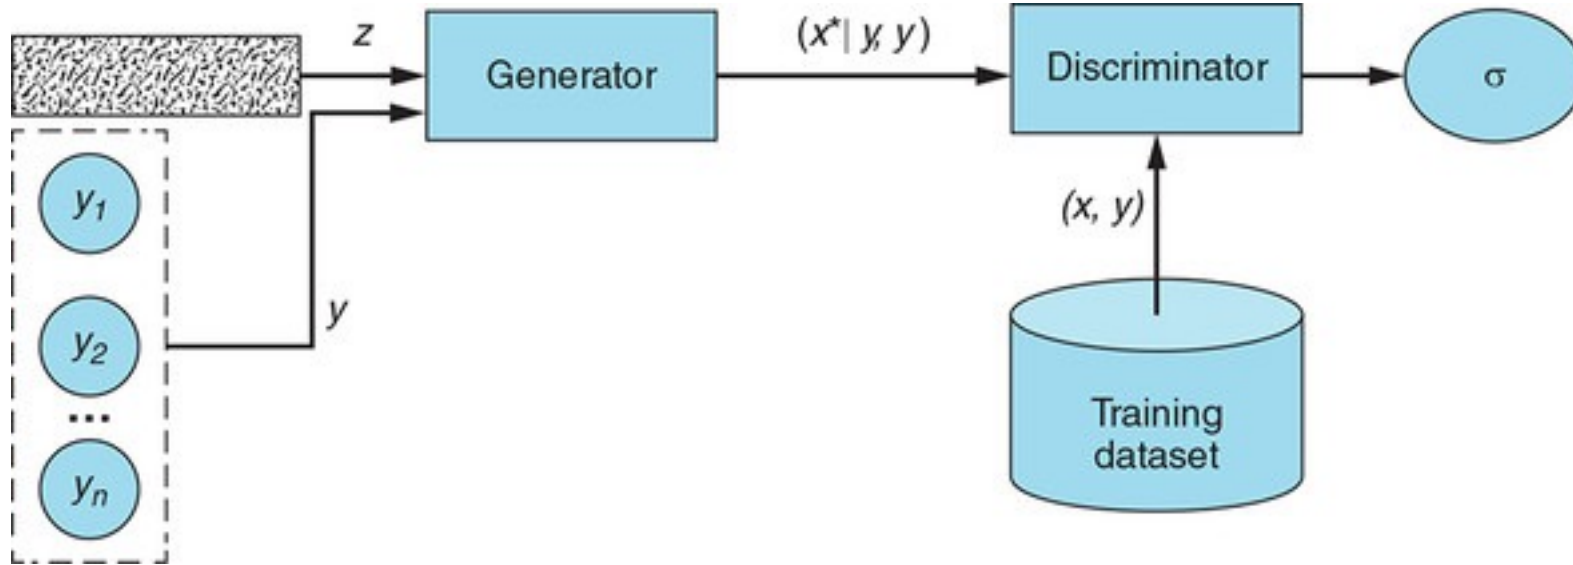 z
Generator
(x*| y, y)
Discriminator
σ
y1
y2
...
yn
y
(x, y)
Training
dataset